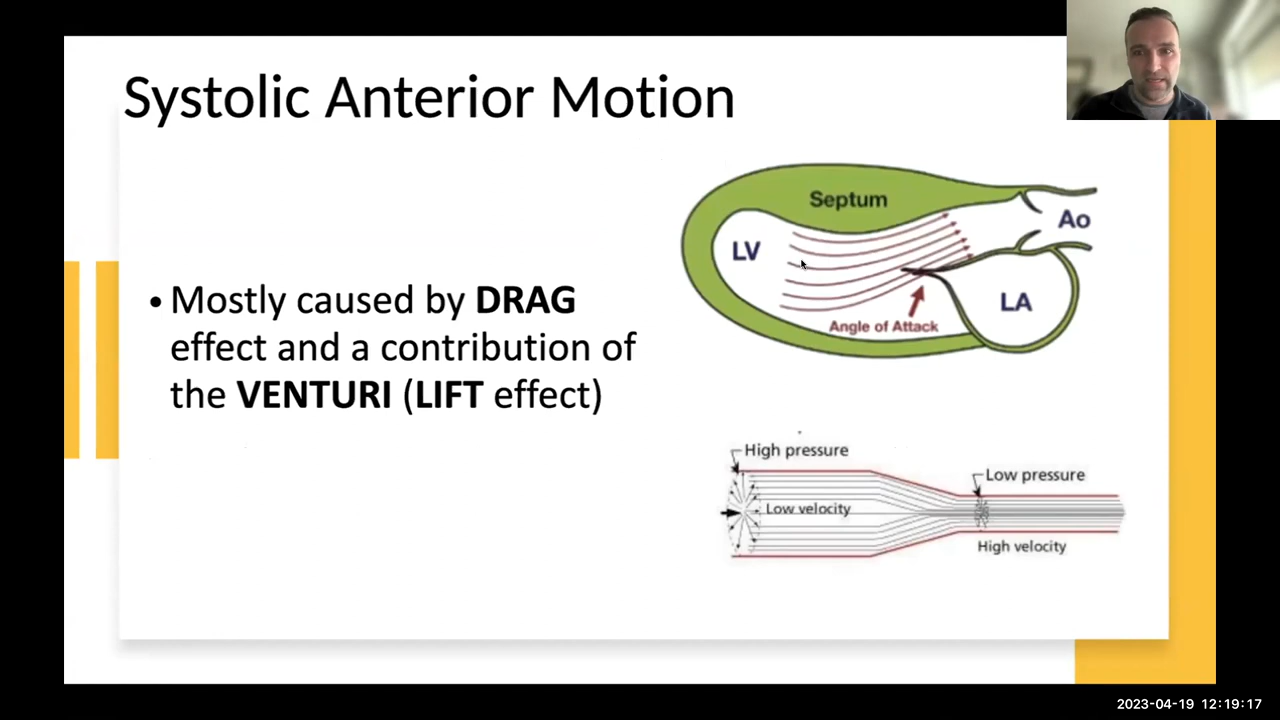 Systolic Anterior Motion
• Mostly caused by DRAG
effect and a contribution of
the VENTURI (LIFT effect)
Septum
LV
Ao
LA
Angle of Attack
High pressure
Low pressure
Low velocity
High velocity
2023-04-19 12:19:17